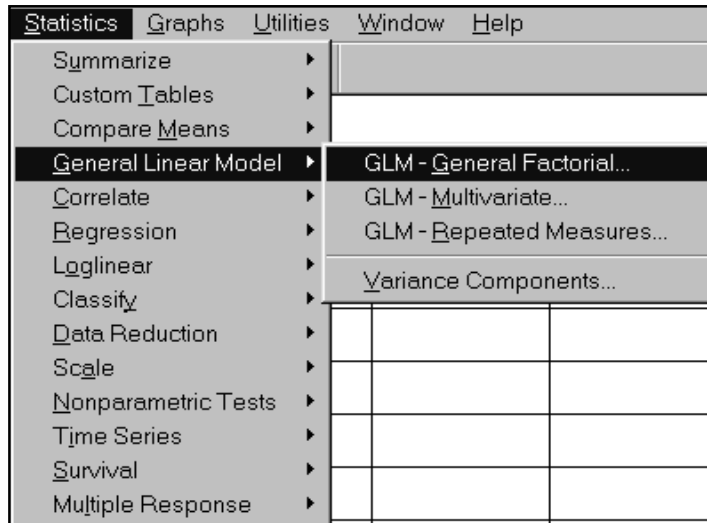 Statistics Graphs Utilities Window Help
Summarize
Custom Tables
Compare Means
General Linear Model
GLM - General Factorial...
GLM - Multivariate...
GLM - Repeated Measures...
Variance Components...
Correlate
Regression
Loglinear
Classify
Data Reduction
Scale
Nonparametric Tests
Time Series
Survival
Multiple Response